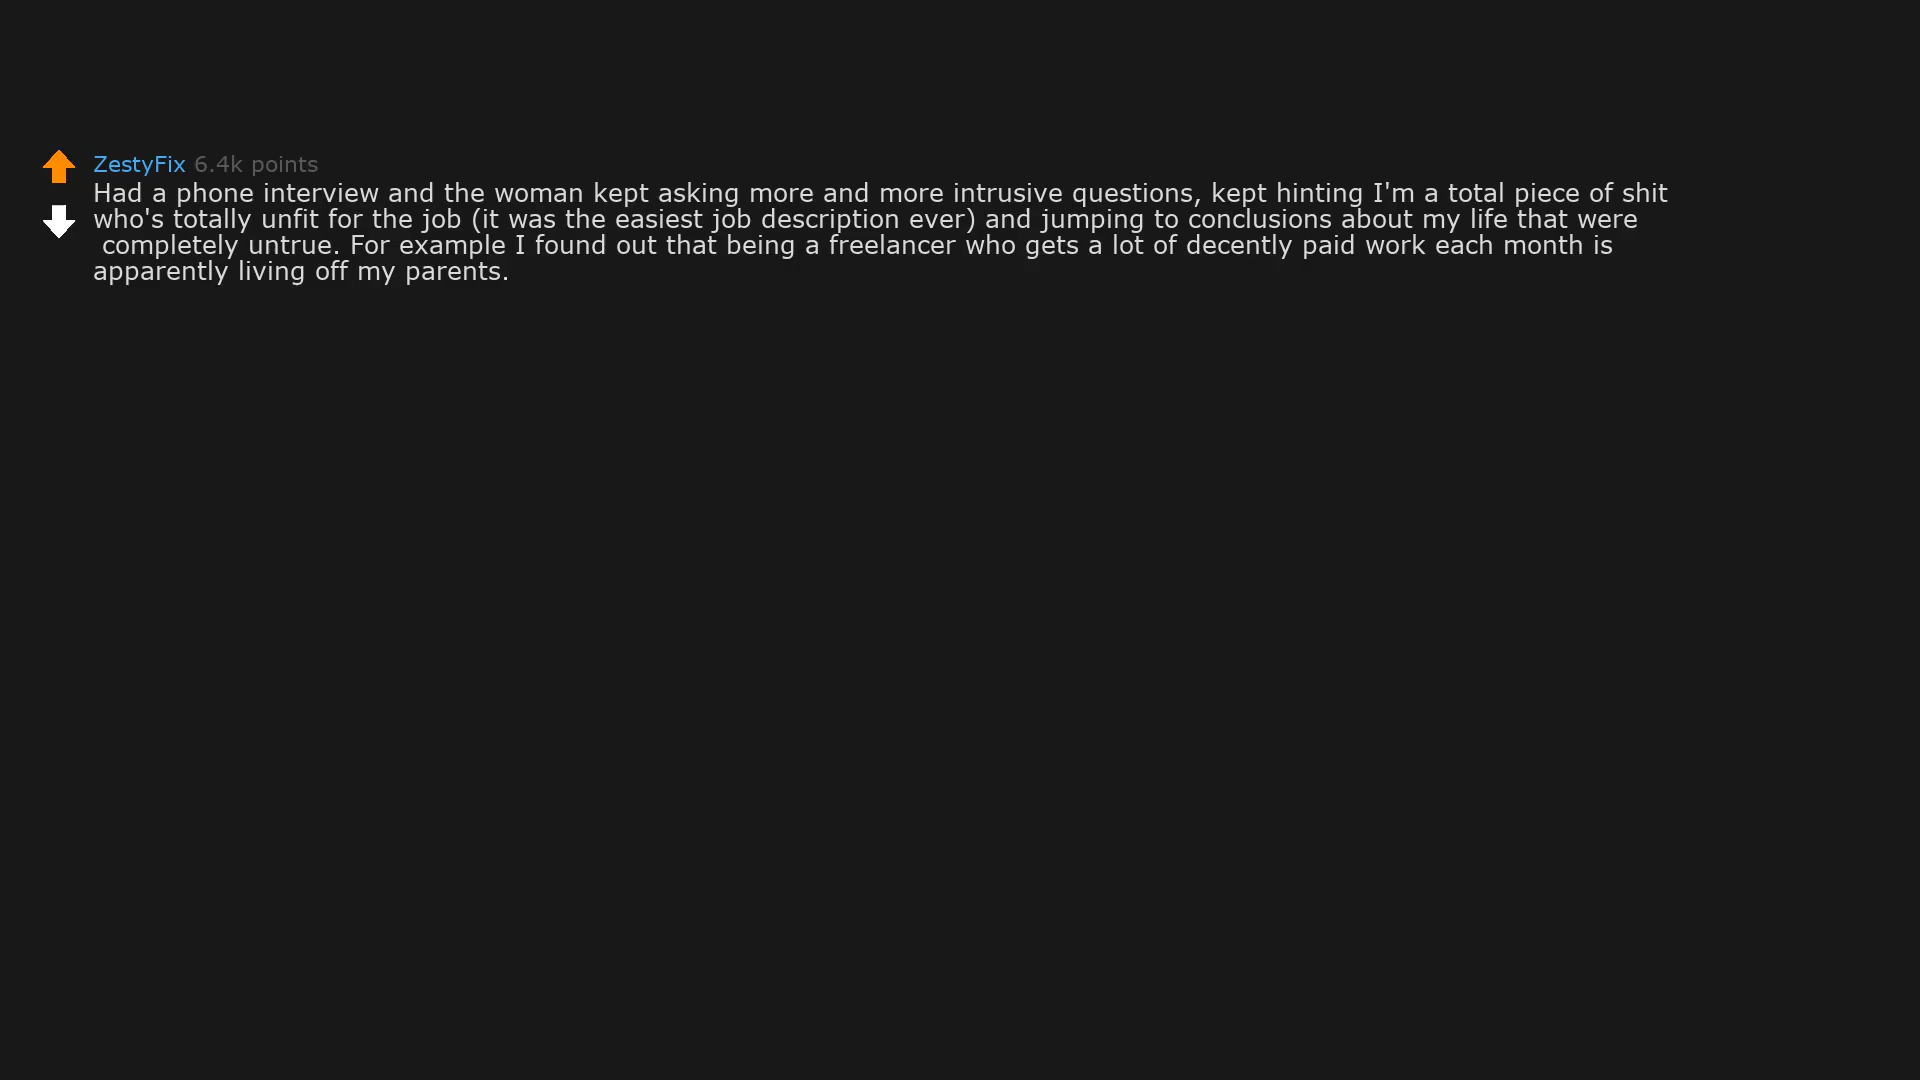 ZestyFix 6.4k points
Had a phone interview and the woman kept asking more and more intrusive questions, kept hinting I'm a total piece of shit
who's totally unfit for the job (it was the easiest job description ever) and jumping to conclusions about my life that were
completely untrue. For example I found out that being a freelancer who gets a lot of decently paid work each month is
apparently living off my parents.